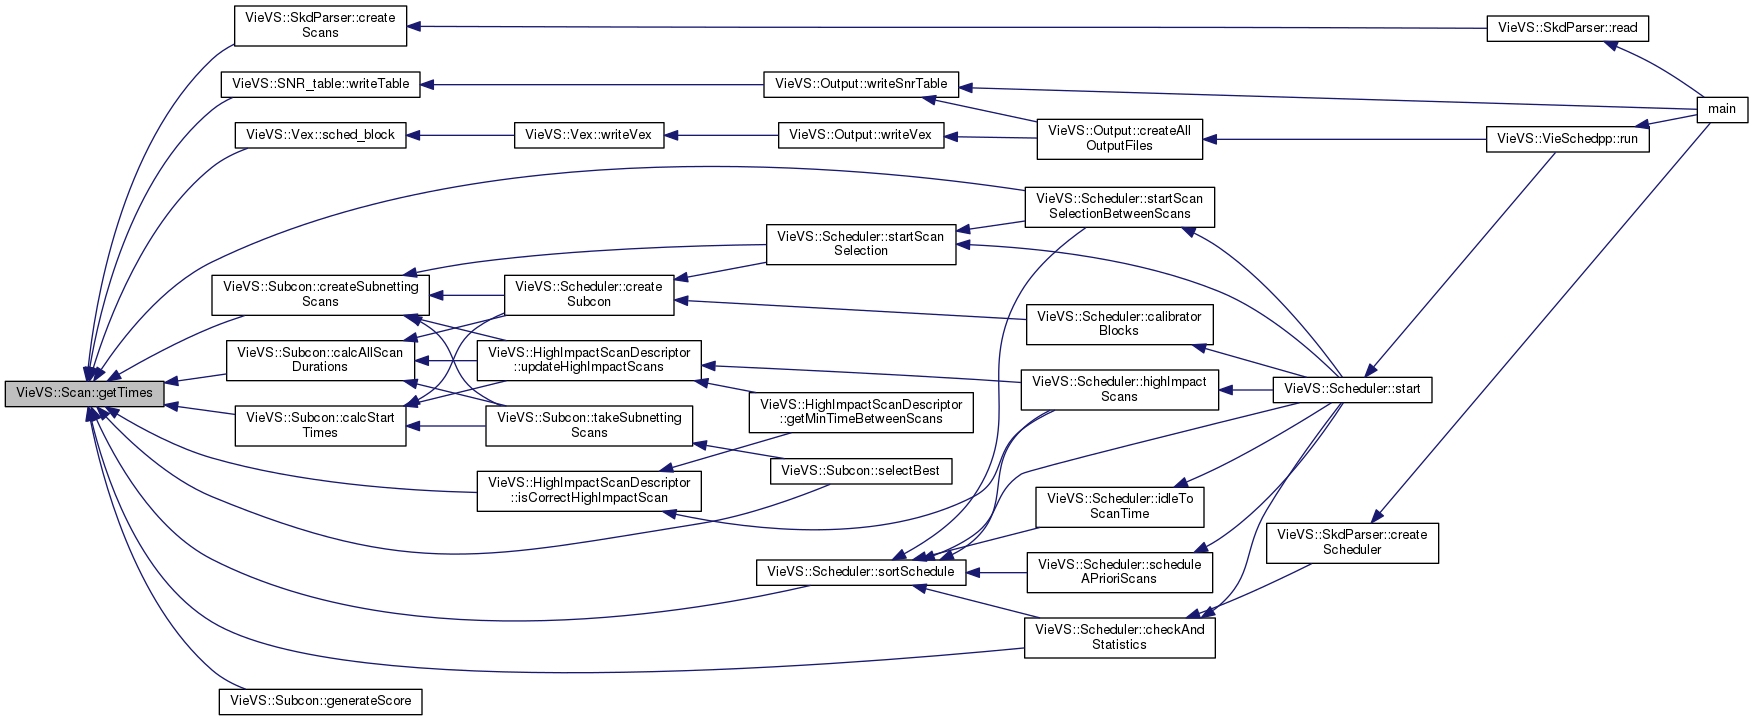 VieVS::SkdParser::create
Scans
VieVS::SkdParser::read
VieVS::SNR_table::writeTable
VieVS::Output::writeSnrTable
main
VieVS::Vex::sched_block
VieVS::Vex::writeVex
VieVS::Output::writeVex
VieVS::Output::createAll
OutputFiles
VieVS::VieSchedpp::run
VieVS::Scheduler::startScan
SelectionBetweenScans
VieVS::Scheduler::startScan
Selection
VieVS::Subcon::createSubnetting
Scans
VieVS::Scheduler::create
Subcon
VieVS::Scheduler::calibrator
Blocks
VieVS::Subcon::calcAllScan
Durations
VieVS::HighImpactScanDescriptor
::updateHighImpactScans
VieVS::Scheduler::highImpact
Scans
VieVS::Scheduler::start
VieVS::Scan::getTimes
VieVS::Subcon::calcStart
Times
VieVS::Subcon::takeSubnetting
Scans
VieVS::HighImpactScanDescriptor
::getMinTimeBetweenScans
VieVS::Subcon::selectBest
VieVS::HighImpactScanDescriptor
::isCorrectHighImpactScan
VieVS::Scheduler::idleTo
ScanTime
VieVS::SkdParser::create
Scheduler
VieVS::Scheduler::sortSchedule
VieVS::Scheduler::schedule
APrioriScans
VieVS::Scheduler::checkAnd
Statistics
VieVS::Subcon::generateScore